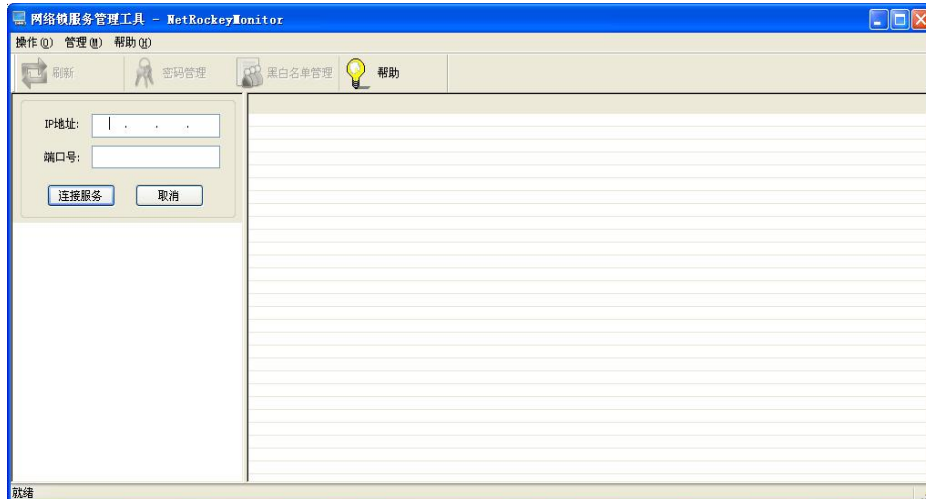 网络锁服务管理工具 - NetRockeyMonitor
操作(O) 管理(M) 帮助(H)
刷新 密码管理 黑白名单管理 帮助
IP地址: . . .
端口号:
连接服务 取消
就绪